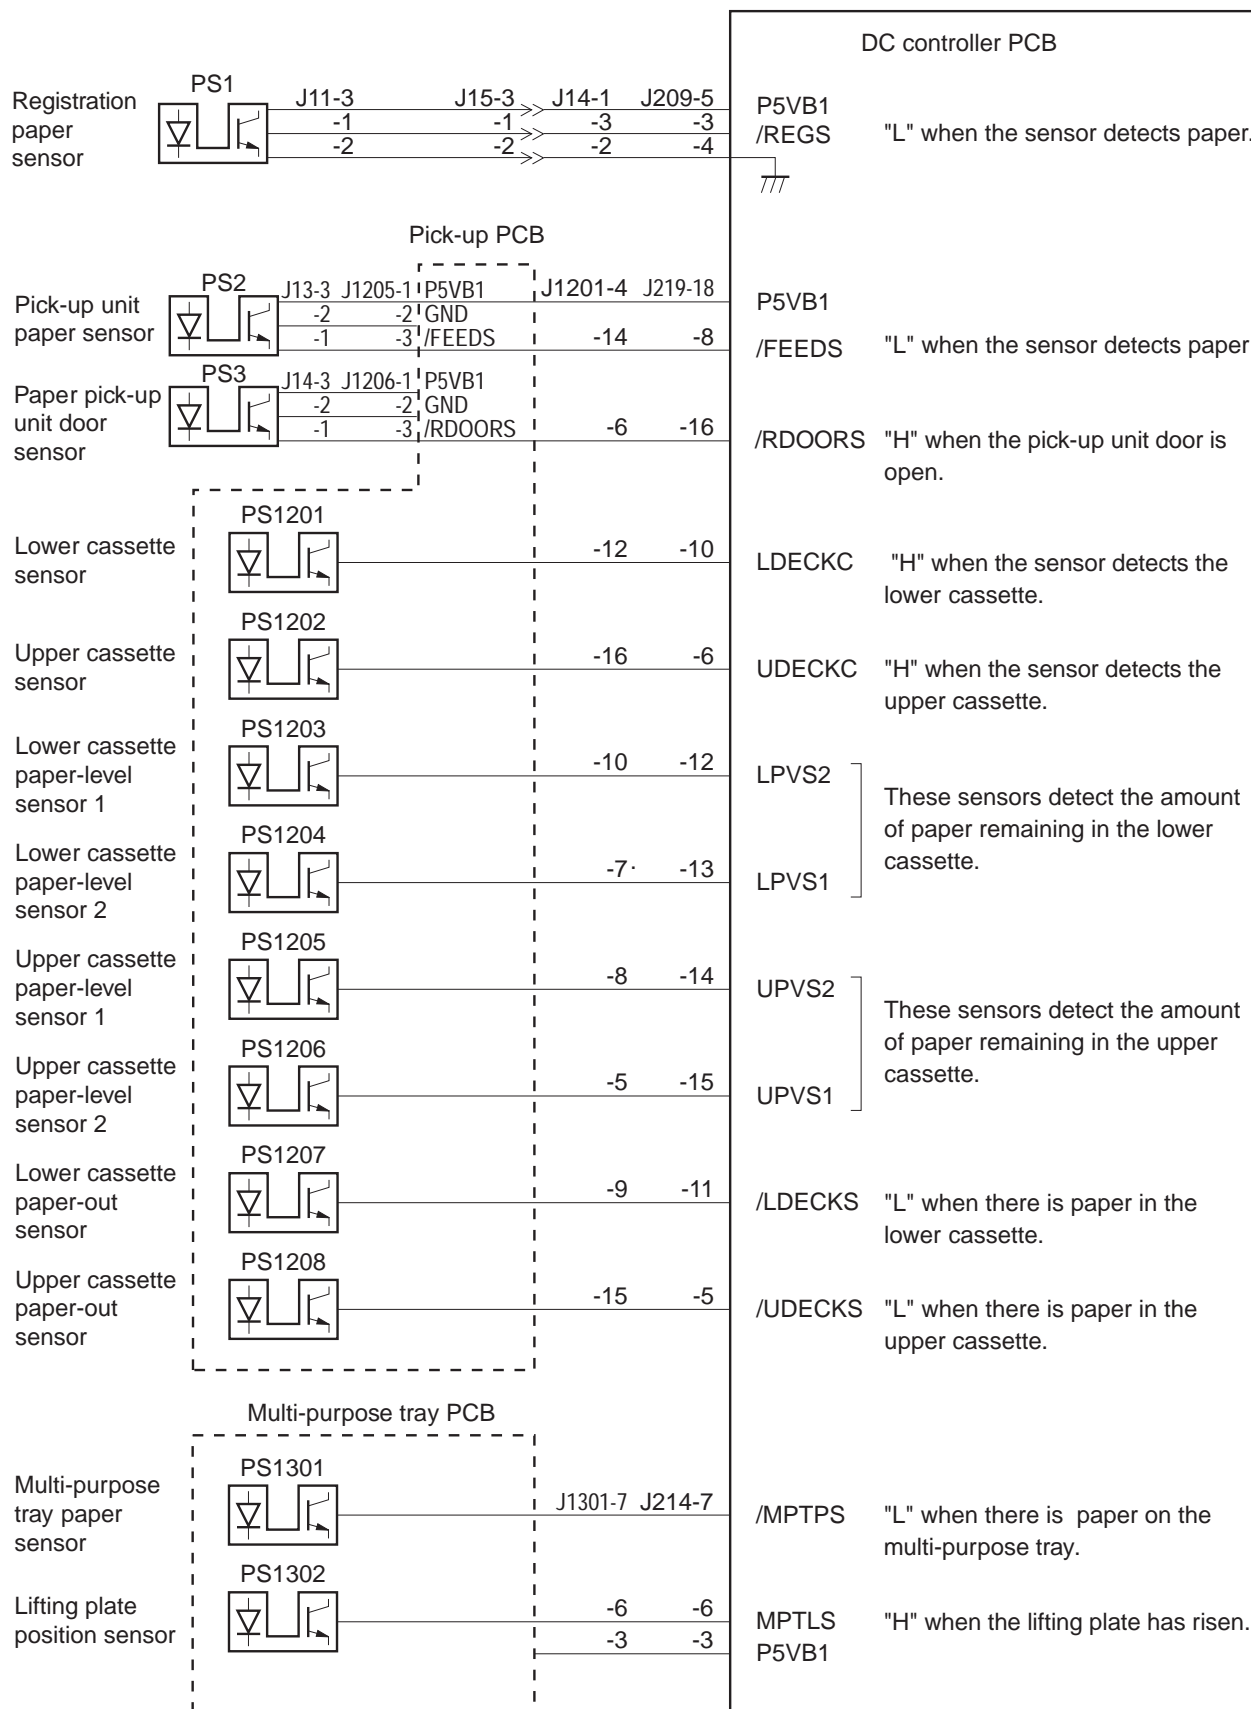 DC controller PCB
PS1
Registration
paper
sensor
J11-3 J15-3 J14-1 J209-5
-1 -1 -3 -3
-2 -2 -2 -4
P5VB1
/REGS "L" when the sensor detects paper.
Pick-up PCB
PS2
Pick-up unit
paper sensor
J13-3 J1205-1 P5VB1 J1201-4 J219-18
-2 -2 GND
-1 -3 /FEEDS -14 -8
P5VB1
/FEEDS "L" when the sensor detects paper
PS3
Paper pick-up
unit door
sensor
J14-3 J1206-1 P5VB1
-2 -2 GND
-1 -3 /RDOORS -6 -16
/RDOORS "H" when the pick-up unit door is
open.
PS1201
Lower cassette
sensor
-12 -10
LDECKC "H" when the sensor detects the
lower cassette.
PS1202
Upper cassette
sensor
-16 -6
UDECKC "H" when the sensor detects the
upper cassette.
PS1203
Lower cassette
paper-level
sensor 1
-10 -12
LPVS2
These sensors detect the amount
of paper remaining in the lower
cassette.
PS1204
Lower cassette
paper-level
sensor 2
-7 -13
LPVS1
PS1205
Upper cassette
paper-level
sensor 1
-8 -14
UPVS2
These sensors detect the amount
of paper remaining in the upper
cassette.
PS1206
Upper cassette
paper-level
sensor 2
-5 -15
UPVS1
PS1207
Lower cassette
paper-out
sensor
-9 -11
/LDECKS "L" when there is paper in the
lower cassette.
PS1208
Upper cassette
paper-out
sensor
-15 -5
/UDECKS "L" when there is paper in the
upper cassette.
Multi-purpose tray PCB
PS1301
Multi-purpose
tray paper
sensor
J1301-7 J214-7
/MPTPS "L" when there is paper on the
multi-purpose tray.
PS1302
Lifting plate
position sensor
-6 -6
-3 -3
MPTLS "H" when the lifting plate has risen.
P5VB1